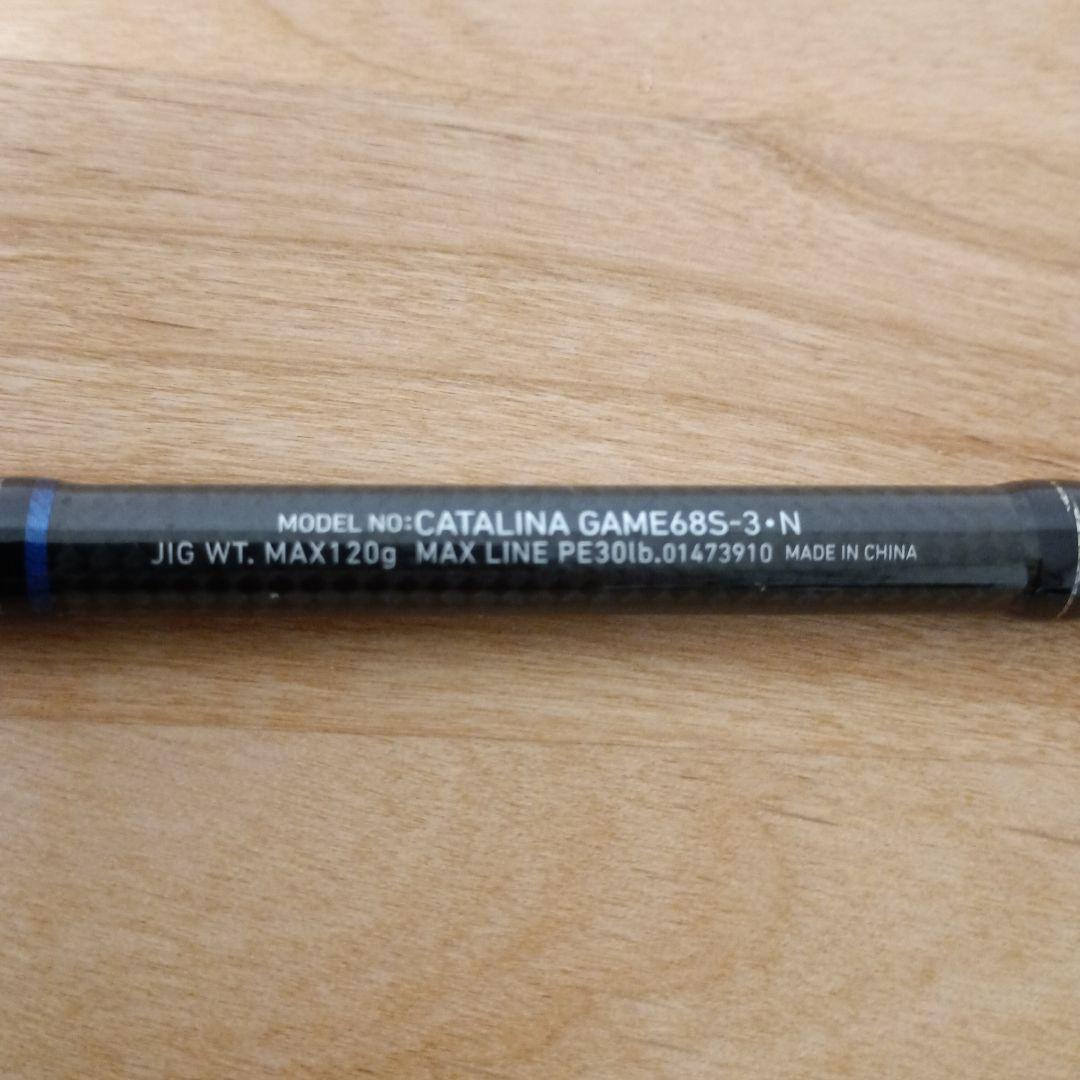 MODEL NO:CATALINA GAME68S-3・N
JIG WT. MAX120g MAX LINE PE30lb.01473910 MADE IN CHINA